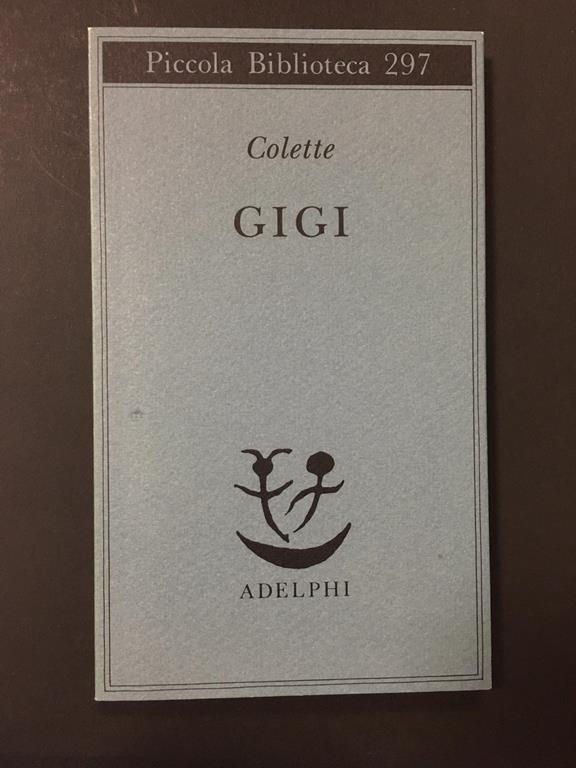 Piccola Biblioteca 297
Colette
GIGI
ADELPHI